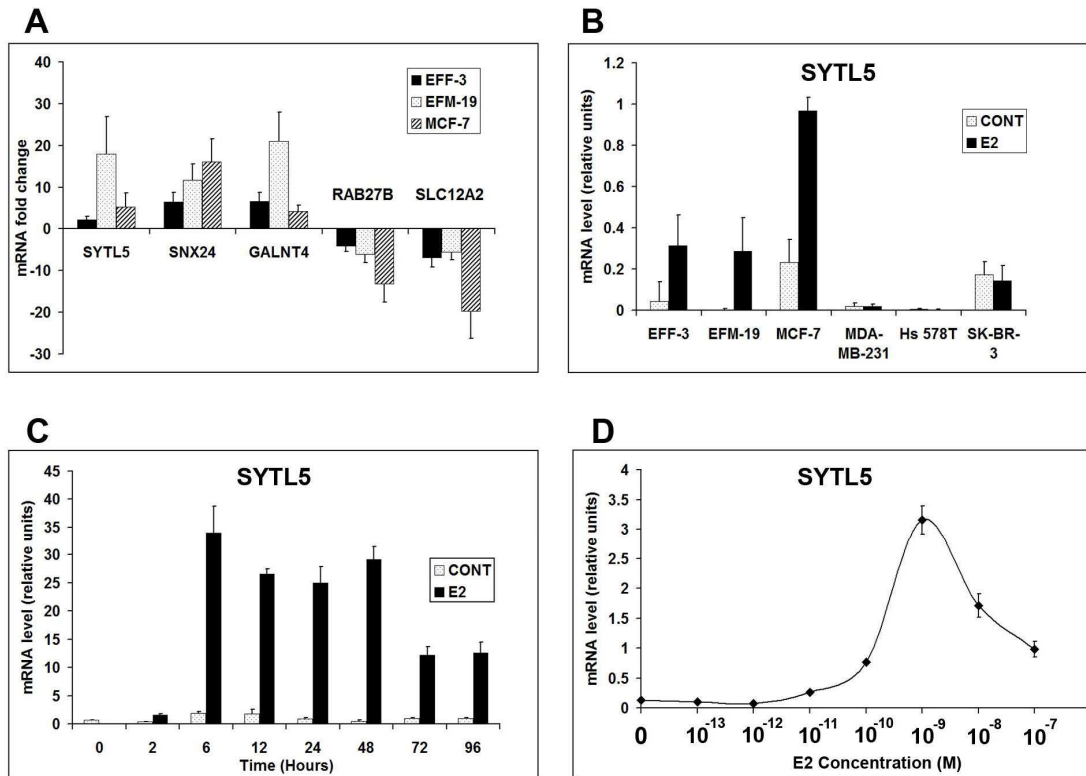 A
mRNA fold change
40
30
20
10
0
-10
-20
-30
EFF-3
EFM-19
MCF-7
RAB27B SLC12A2
SYTL5 SNX24 GALNT4
B
SYTL5
mRNA level (relative units)
1.2
1
0.8
0.6
0.4
0.2
0
CONT
E2
EFF-3 EFM-19 MCF-7 MDA-MB-231 Hs 578T SK-BR-3
C
SYTL5
mRNA level (relative units)
45
40
35
30
25
20
15
10
5
0
CONT
E2
0 2 6 12 24 48 72 96
Time (Hours)
D
SYTL5
mRNA level (relative units)
4
3.5
3
2.5
2
1.5
1
0.5
0
0 10⁻¹³ 10⁻¹² 10⁻¹¹ 10⁻¹⁰ 10⁻⁹ 10⁻⁸ 10⁻⁷
E2 Concentration (M)